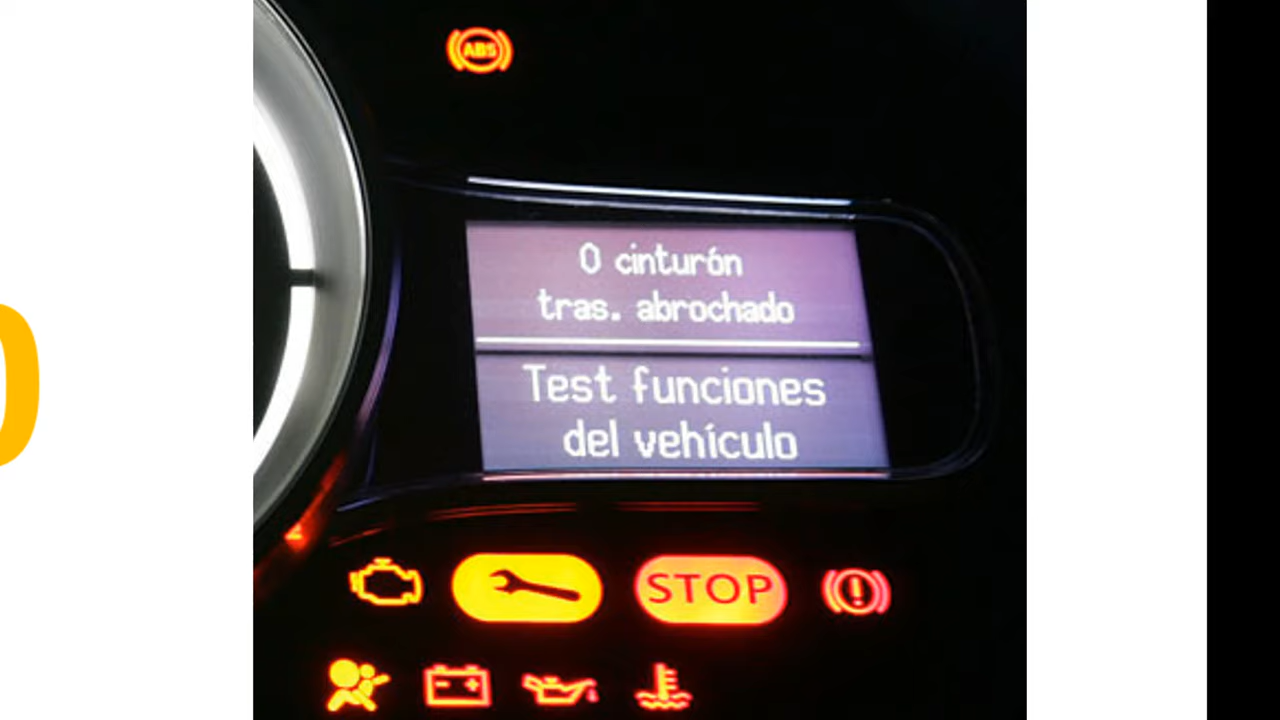 ABS
0 cinturón
tras. abrochado
Test funciones
del vehículo
STOP